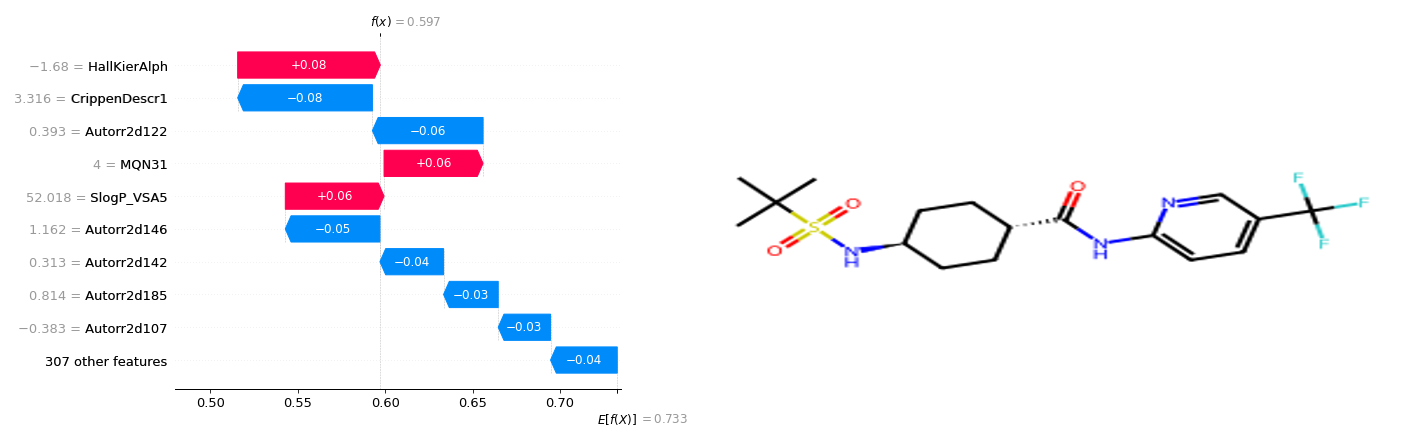 f(x) = 0.597
−1.68 = HallKierAlph
+0.08
3.316 = CrippenDescr1
−0.08
0.393 = Autorr2d122
−0.06
4 = MQN31
+0.06
52.018 = SlogP_VSA5
+0.06
1.162 = Autorr2d146
−0.05
0.313 = Autorr2d142
−0.04
0.814 = Autorr2d185
−0.03
−0.383 = Autorr2d107
−0.03
307 other features
−0.04
0.50 0.55 0.60 0.65 0.70
E[f(X)] = 0.733
O
S
O
N
H
O
N
H
N
F
F
F